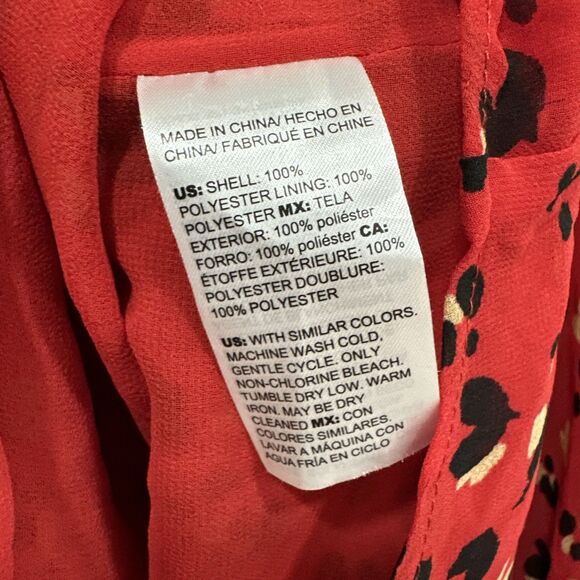 MADE IN CHINA/ HECHO EN
CHINA/ FABRIQUÉ EN CHINE
US: SHELL: 100%
POLYESTER LINING: 100%
POLYESTER MX: TELA
EXTERIOR: 100% poliéster
FORRO: 100% poliéster CA:
ÉTOFFE EXTÉRIEURE: 100%
POLYESTER DOUBLURE:
100% POLYESTER
US: WITH SIMILAR COLORS.
MACHINE WASH COLD,
GENTLE CYCLE. ONLY
NON-CHLORINE BLEACH.
TUMBLE DRY LOW. WARM
IRON. MAY BE DRY
CLEANED MX: CON
COLORES SIMILARES.
LAVAR A MÁQUINA CON
AGUA FRÍA EN CICLO